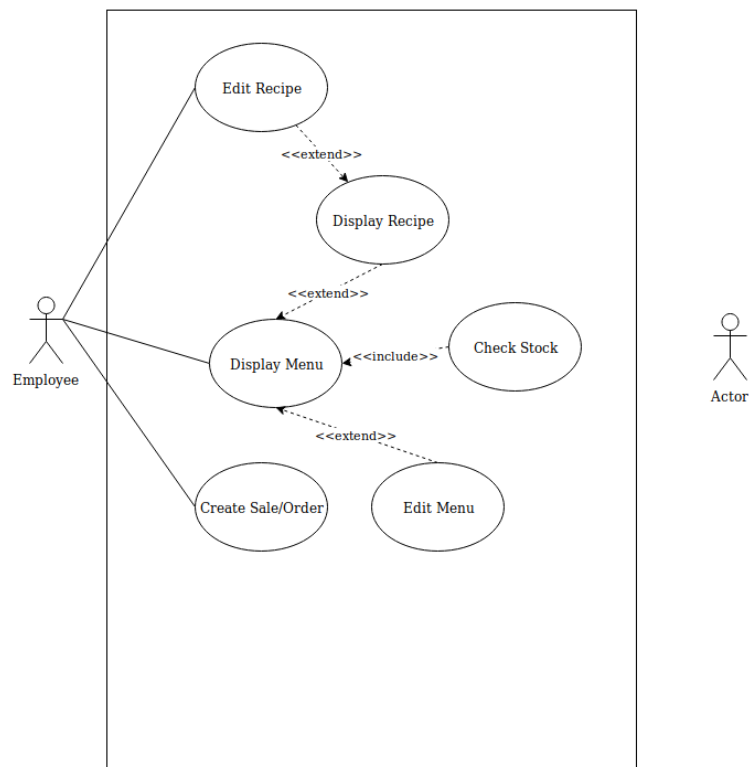 Edit Recipe
<<extend>>
Display Recipe
<<extend>>
Display Menu
<<include>>
Check Stock
Employee
Actor
<<extend>>
Create Sale/Order
Edit Menu